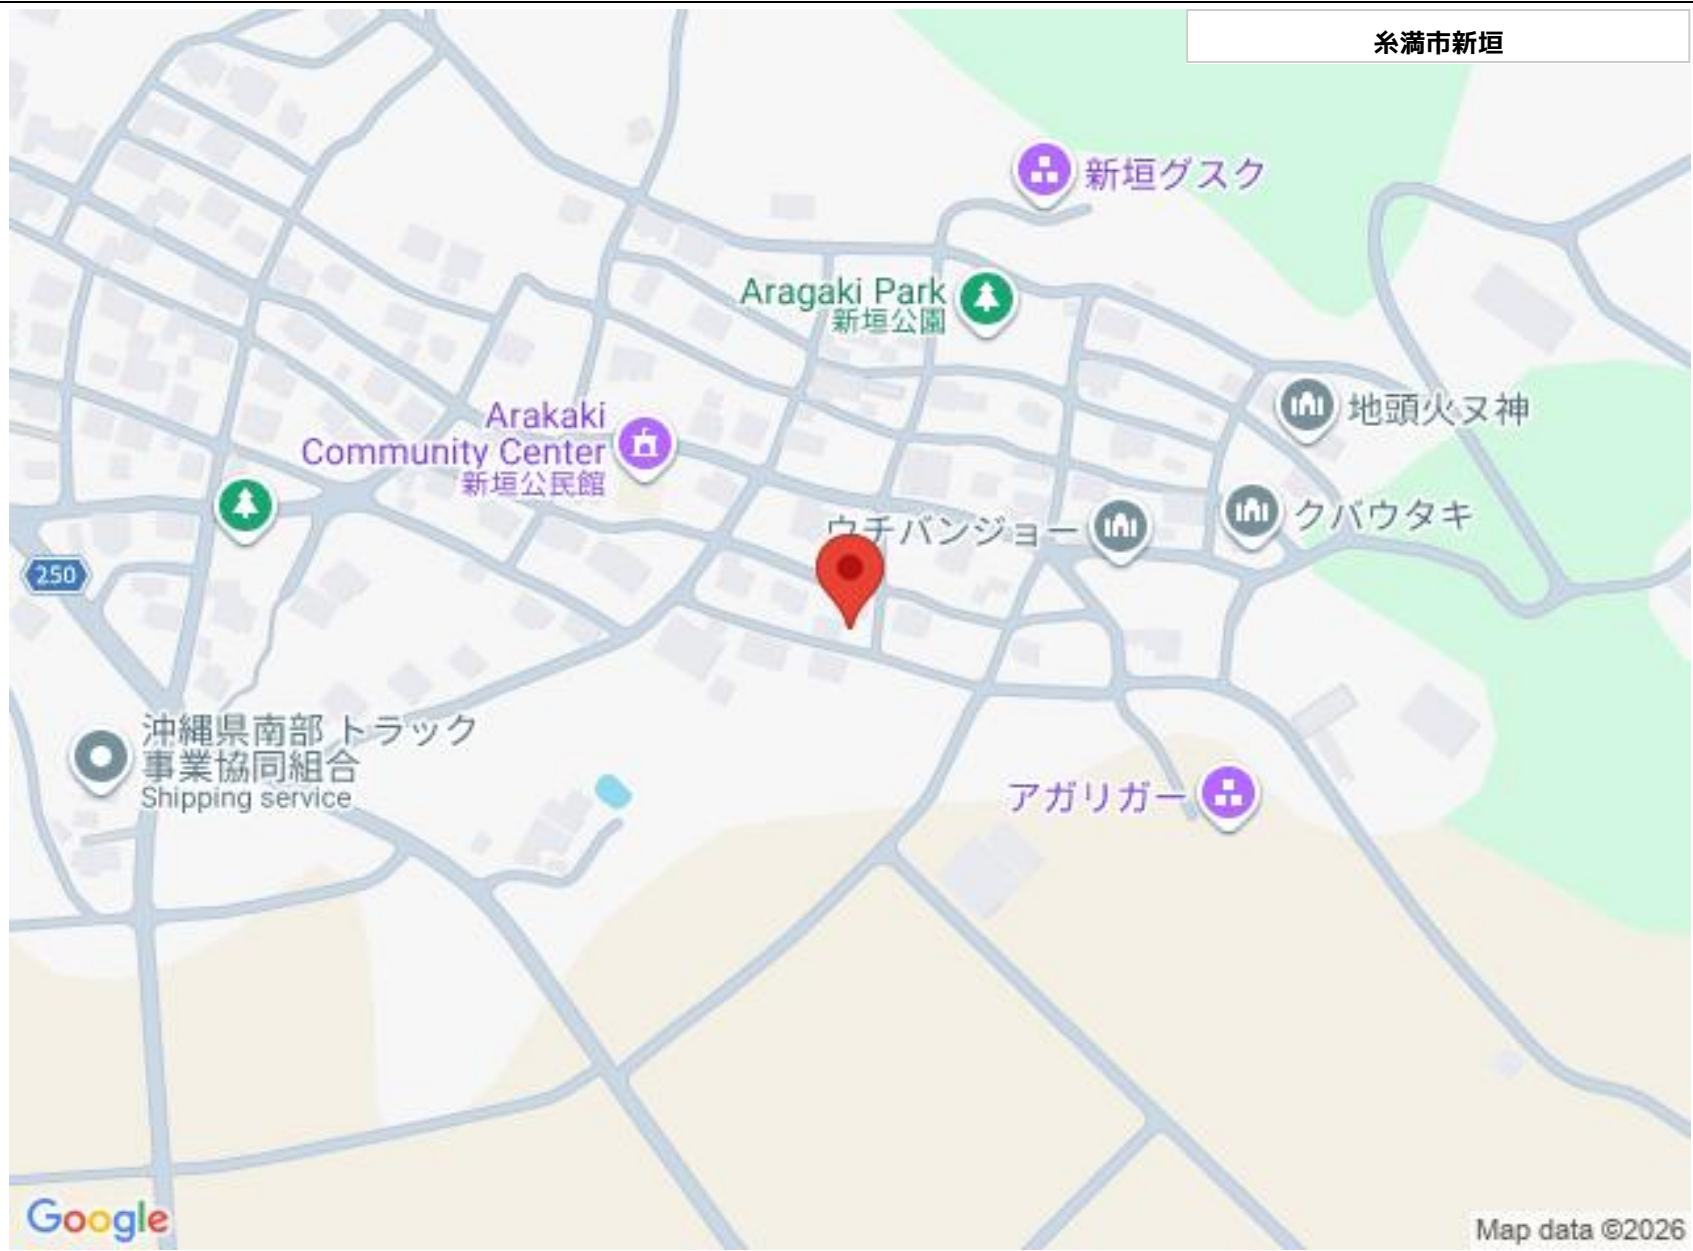 糸満市新垣
新垣グスク
Aragaki Park
新垣公園
地頭火ヌ神
Arakaki
Community Center
新垣公民館
クバウタキ
ウチバンジョー
250
沖縄県南部 トラック
事業協同組合
Shipping service
アガリガー
Google
Map data ©2026